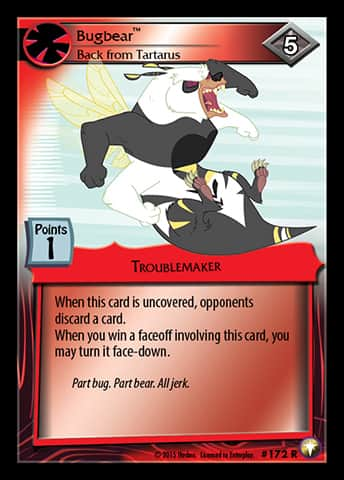 Bugbear™
Back from Tartarus
5
Points
1
TROUBLEMAKER
When this card is uncovered, opponents
discard a card.
When you win a faceoff involving this card, you
may turn it face-down.
Part bug. Part bear. All jerk.
© 2015 Hasbro. Licensed to Enterplay. #172 R